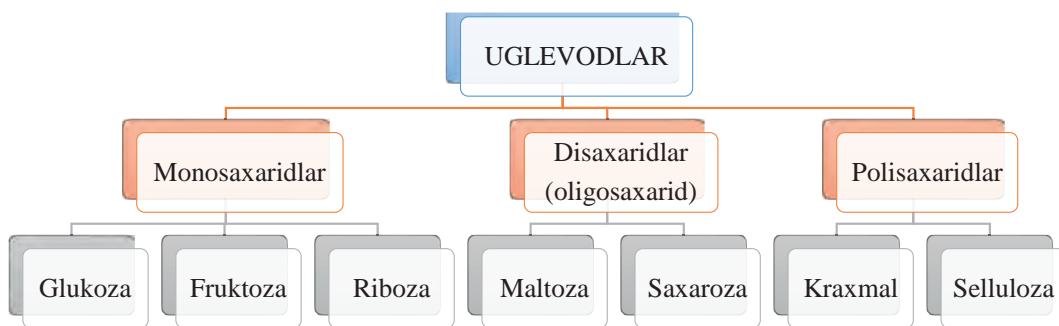 UGLEVODLAR
Monosaxaridlar
Disaxaridlar
(oligosaxarid)
Polisaxaridlar
Glukoza
Fruktoza
Riboza
Maltoza
Saxaroza
Kraxmal
Selluloza